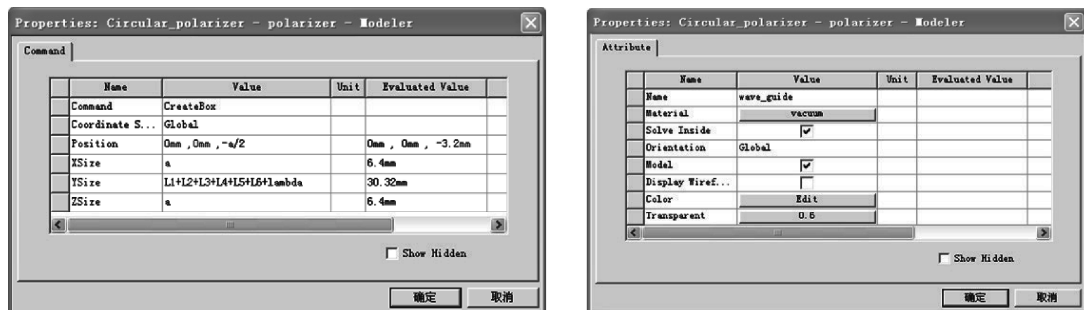 Properties: Circular_polarizer - polarizer - Modeler
Command
Name Value Unit Evaluated Value
Command CreateBox
Coordinate S... Global
Position 0mm ,0mm ,-a/2 0mm , 0mm , -3.2mm
XSize a 6.4mm
YSize L1+L2+L3+L4+L5+L6+lambda 30.32mm
ZSize a 6.4mm
Show Hidden
确定 取消
Properties: Circular_polarizer - polarizer - Modeler
Attribute
Name Value Unit Evaluated Value
Name wave_guide
Material vacuum
Solve Inside
Orientation Global
Model
Display Wiref...
Color Edit
Transparent 0.6
Show Hidden
确定 取消